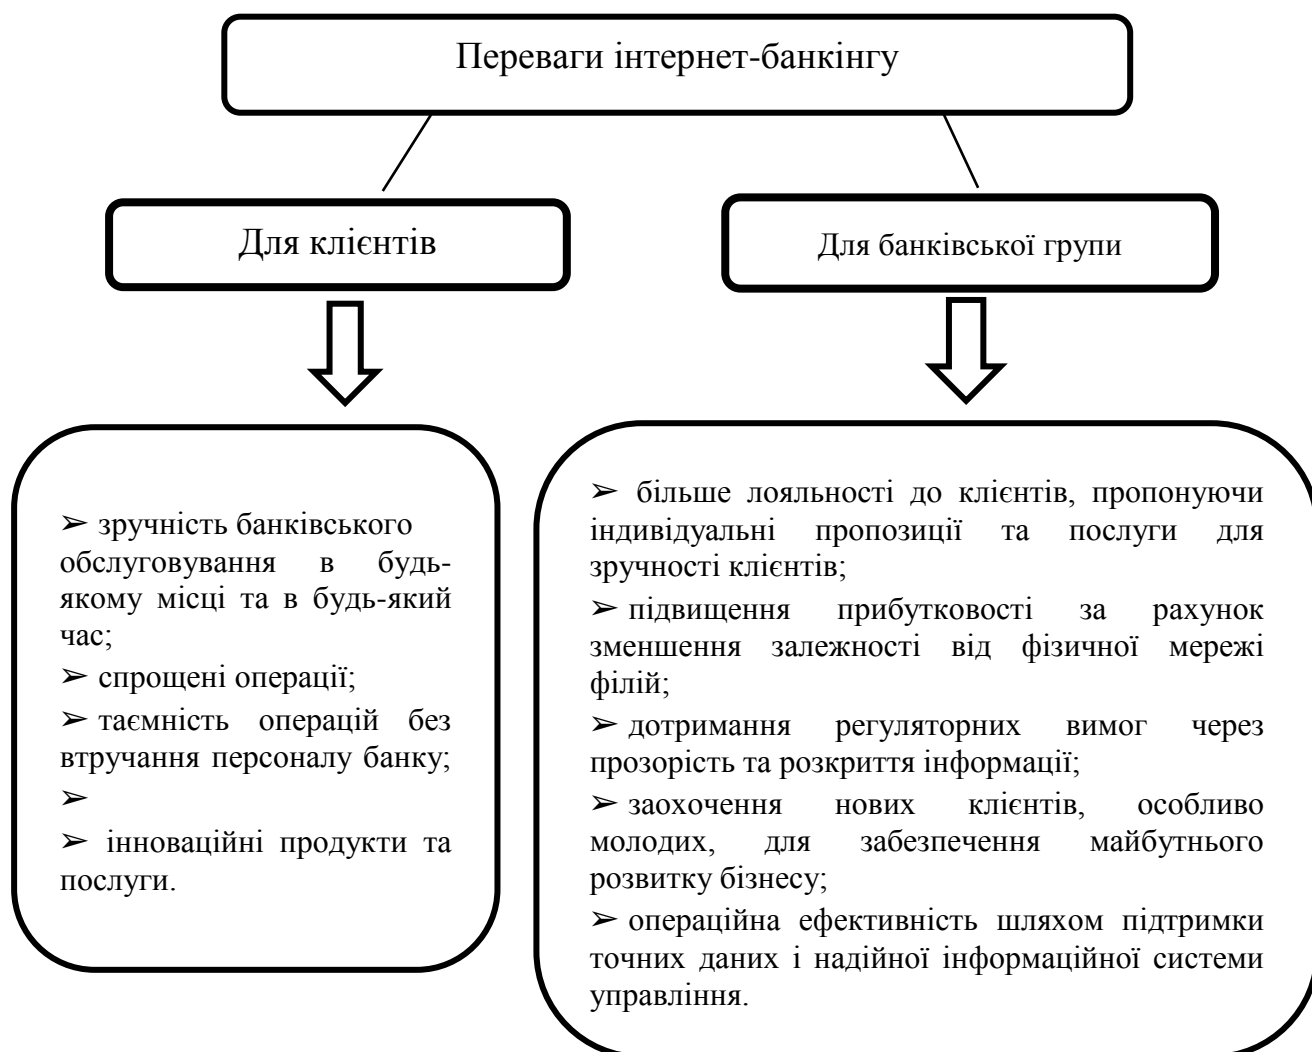 Переваги інтернет-банкінгу
Для клієнтів
Для банківської групи
➢ зручність банківського
обслуговування в будь-
якому місці та в будь-який
час;
➢ спрощені операції;
➢ таємність операцій без
втручання персоналу банку;
➢
➢ інноваційні продукти та
послуги.
➢ більше лояльності до клієнтів, пропонуючи
індивідуальні пропозиції та послуги для
зручності клієнтів;
➢ підвищення прибутковості за рахунок
зменшення залежності від фізичної мережі
філій;
➢ дотримання регуляторних вимог через
прозорість та розкриття інформації;
➢ заохочення нових клієнтів, особливо
молодих, для забезпечення майбутнього
розвитку бізнесу;
➢ операційна ефективність шляхом підтримки
точних даних і надійної інформаційної системи
управління.